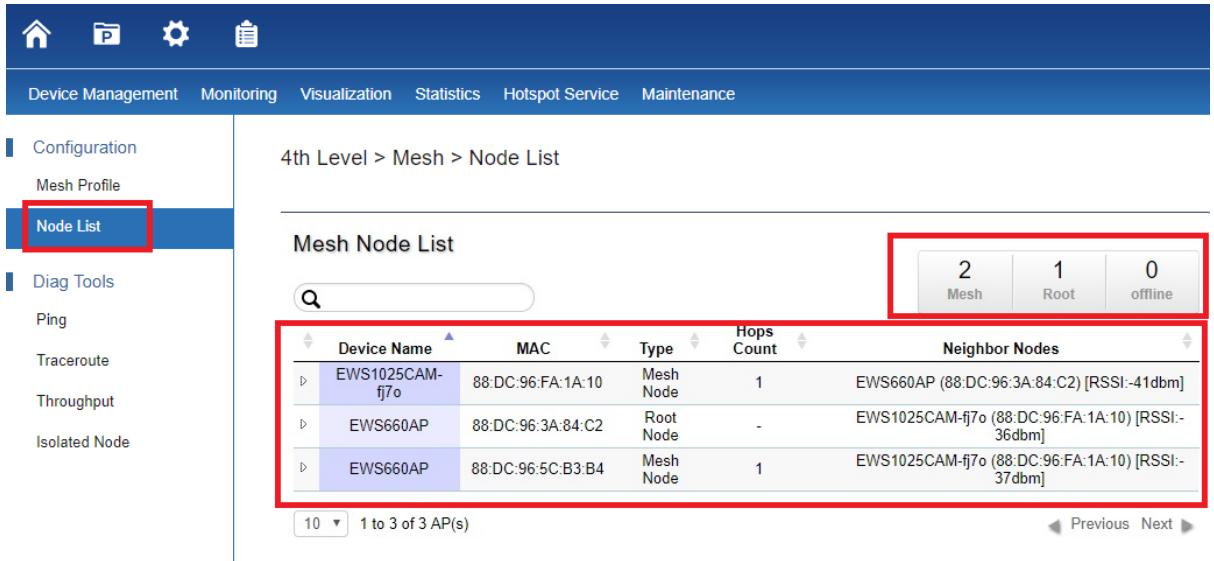 P
Device Management Monitoring Visualization Statistics Hotspot Service Maintenance
Configuration
Mesh Profile
Node List
Diag Tools
Ping
Traceroute
Throughput
Isolated Node
4th Level > Mesh > Node List
Mesh Node List
2 1 0
Mesh Root offline
Device Name MAC Type Hops Count Neighbor Nodes
EWS1025CAM-fj7o 88:DC:96:FA:1A:10 Mesh Node 1 EWS660AP (88:DC:96:3A:84:C2) [RSSI:-41dbm]
EWS660AP 88:DC:96:3A:84:C2 Root Node - EWS1025CAM-fj7o (88:DC:96:FA:1A:10) [RSSI:-36dbm]
EWS660AP 88:DC:96:5C:B3:B4 Mesh Node 1 EWS1025CAM-fj7o (88:DC:96:FA:1A:10) [RSSI:-37dbm]
10 1 to 3 of 3 AP(s) Previous Next